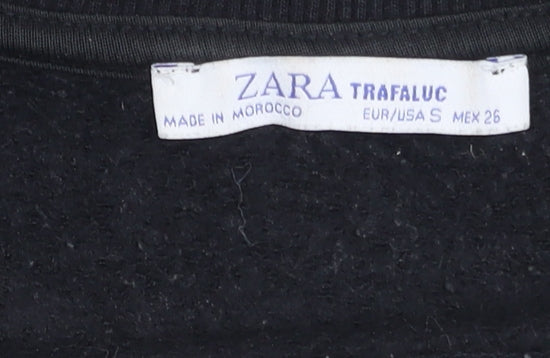 ZARA TRAFALUC
MADE IN MOROCCO EUR/USA S MEX 26